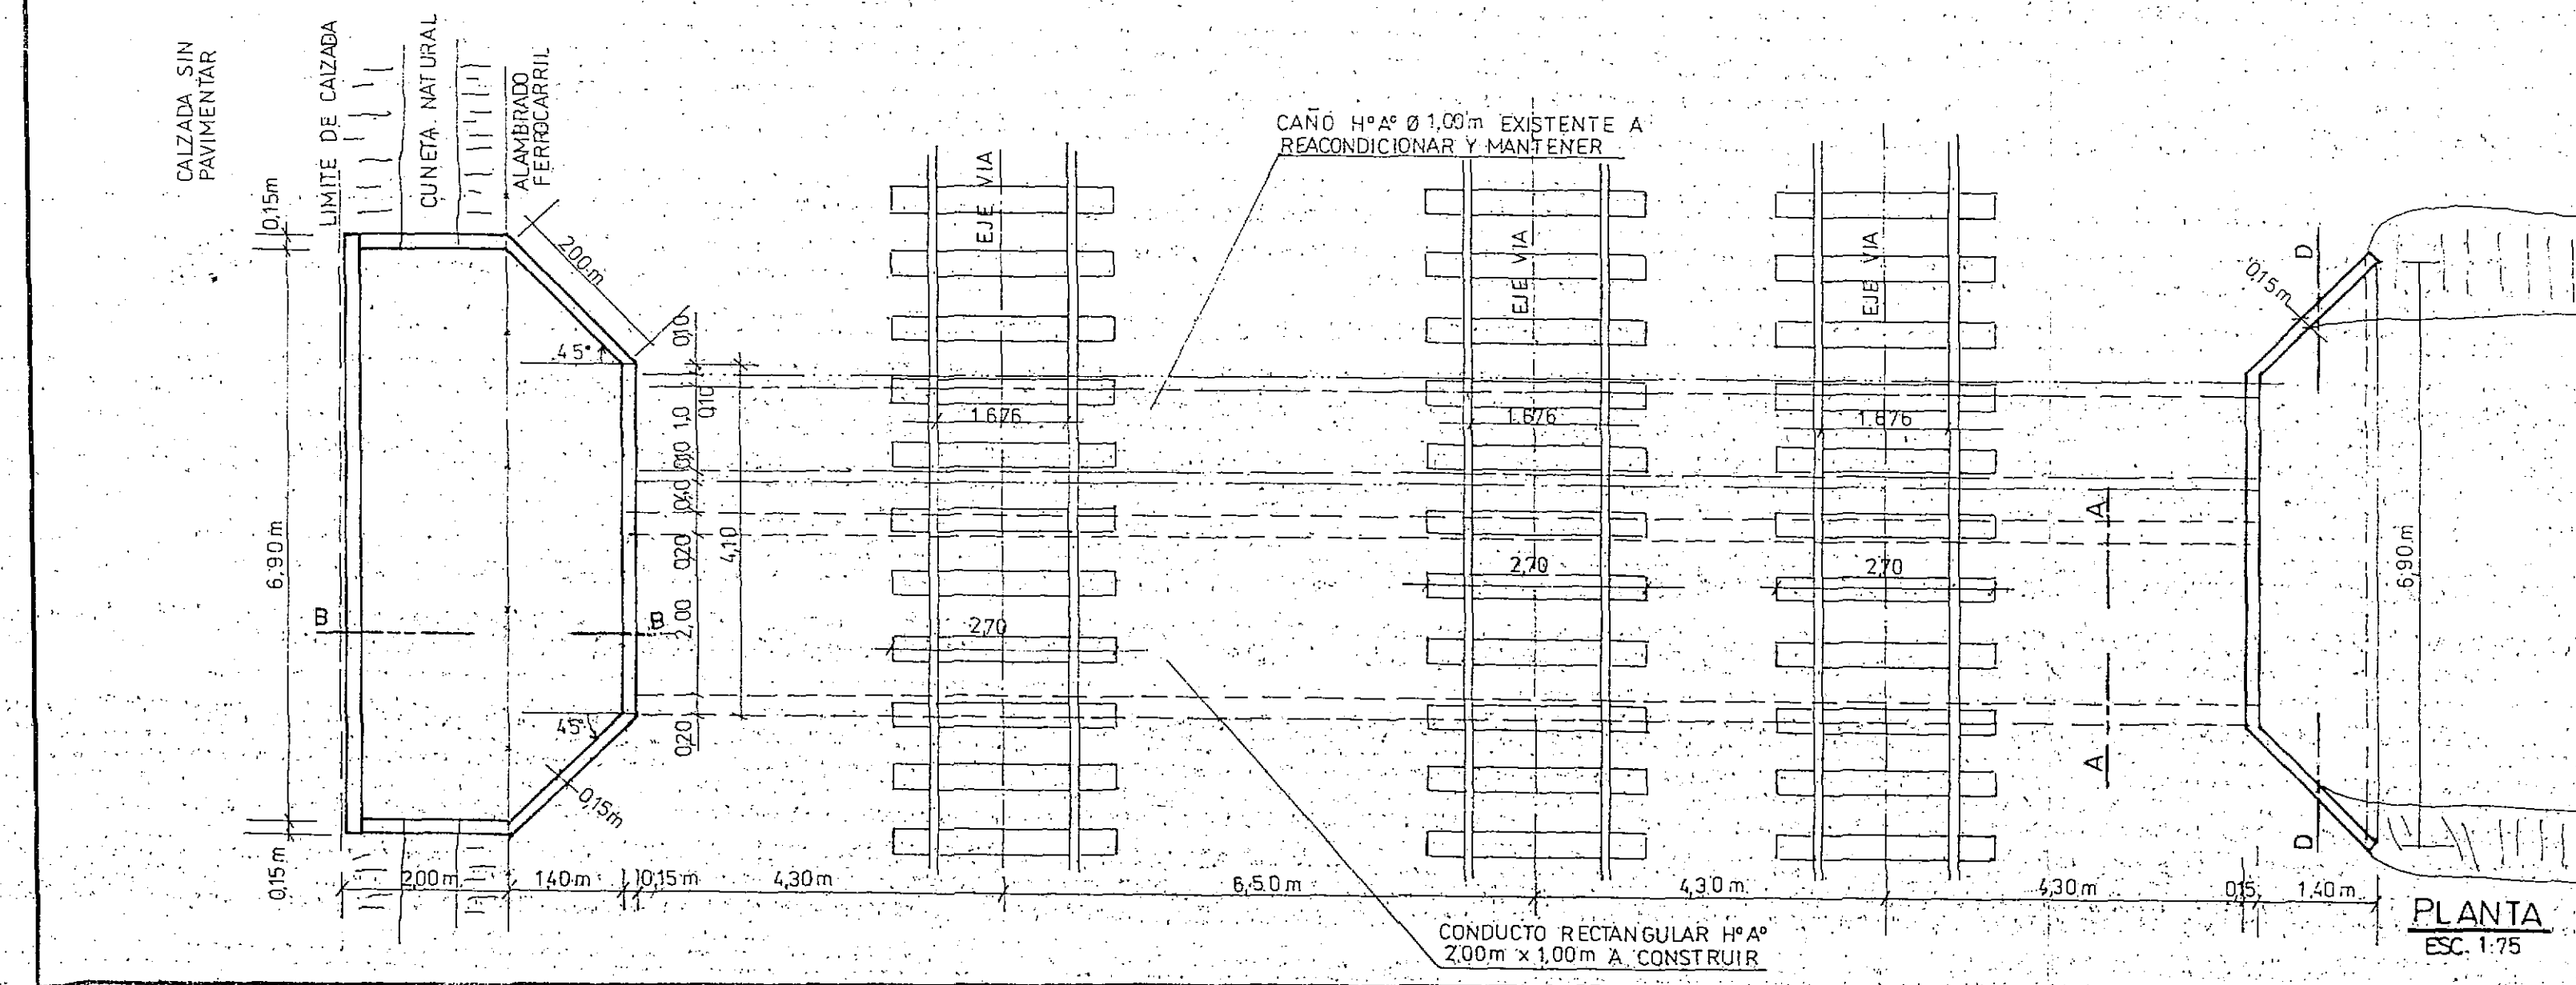 CALZADA SIN
PAVIMENTAR
LIMITE DE CALZADA
CUNETA NATURAL
ALAMBRADO
FERROCARRIL
0,15m
2,00m
45°
6,90m
B
B
45°
0,15m
0,15m
0,10
0,10
1,0
0,10
0,40
0,20
2,00
0,20
4,10
EJE VIA
1.676
2,70
CAÑO HºAº Ø 1,00m EXISTENTE A
REACONDICIONAR Y MANTENER
EJE VIA
1.676
2,70
EJE VIA
1.676
2,70
A
A
D
0,15m
6,90m
D
2,00m
1,40m
0,15m
4,30m
6,50m
4,30m
4,30m
0,15
1,40m
CONDUCTO RECTANGULAR HºAº
2,00m x 1,00m A CONSTRUIR
PLANTA
ESC. 1:75